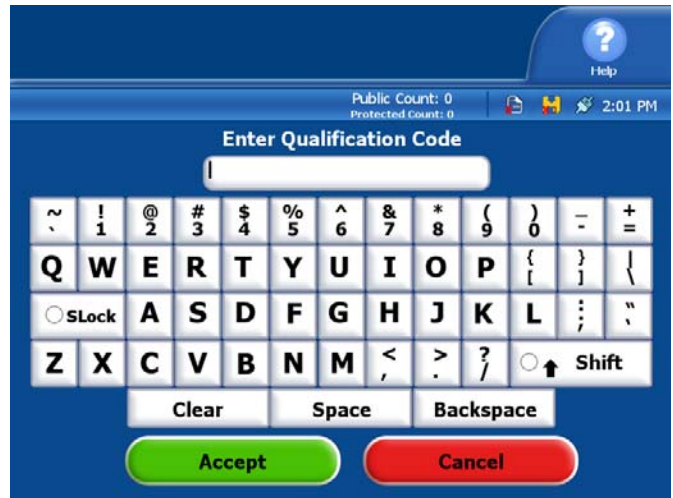 ?
Help
Public Count: 0
Protected Count: 0
2:01 PM
Enter Qualification Code
~ ! @ # $ % ^ & * ( ) _ +
` 1 2 3 4 5 6 7 8 9 0 - =
Q W E R T Y U I O P { } |
[ ] \
SLock A S D F G H J K L : "
; '
Z X C V B N M < > ? Shift
, . /
Clear Space Backspace
Accept Cancel